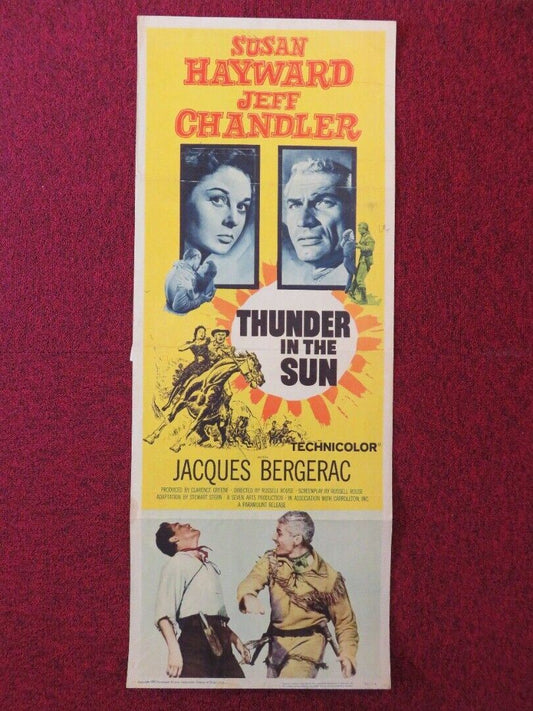 SUSAN
HAYWARD
JEFF
CHANDLER
THUNDER
IN THE
SUN
TECHNICOLOR®
JACQUES BERGERAC
PRODUCED BY CLARENCE GREENE · DIRECTED BY RUSSELL ROUSE · SCREENPLAY BY RUSSELL ROUSE
ADAPTATION BY STEWART STERN · A SEVEN ARTS PRODUCTION · IN ASSOCIATION WITH CARROLLTON, INC.
A PARAMOUNT RELEASE